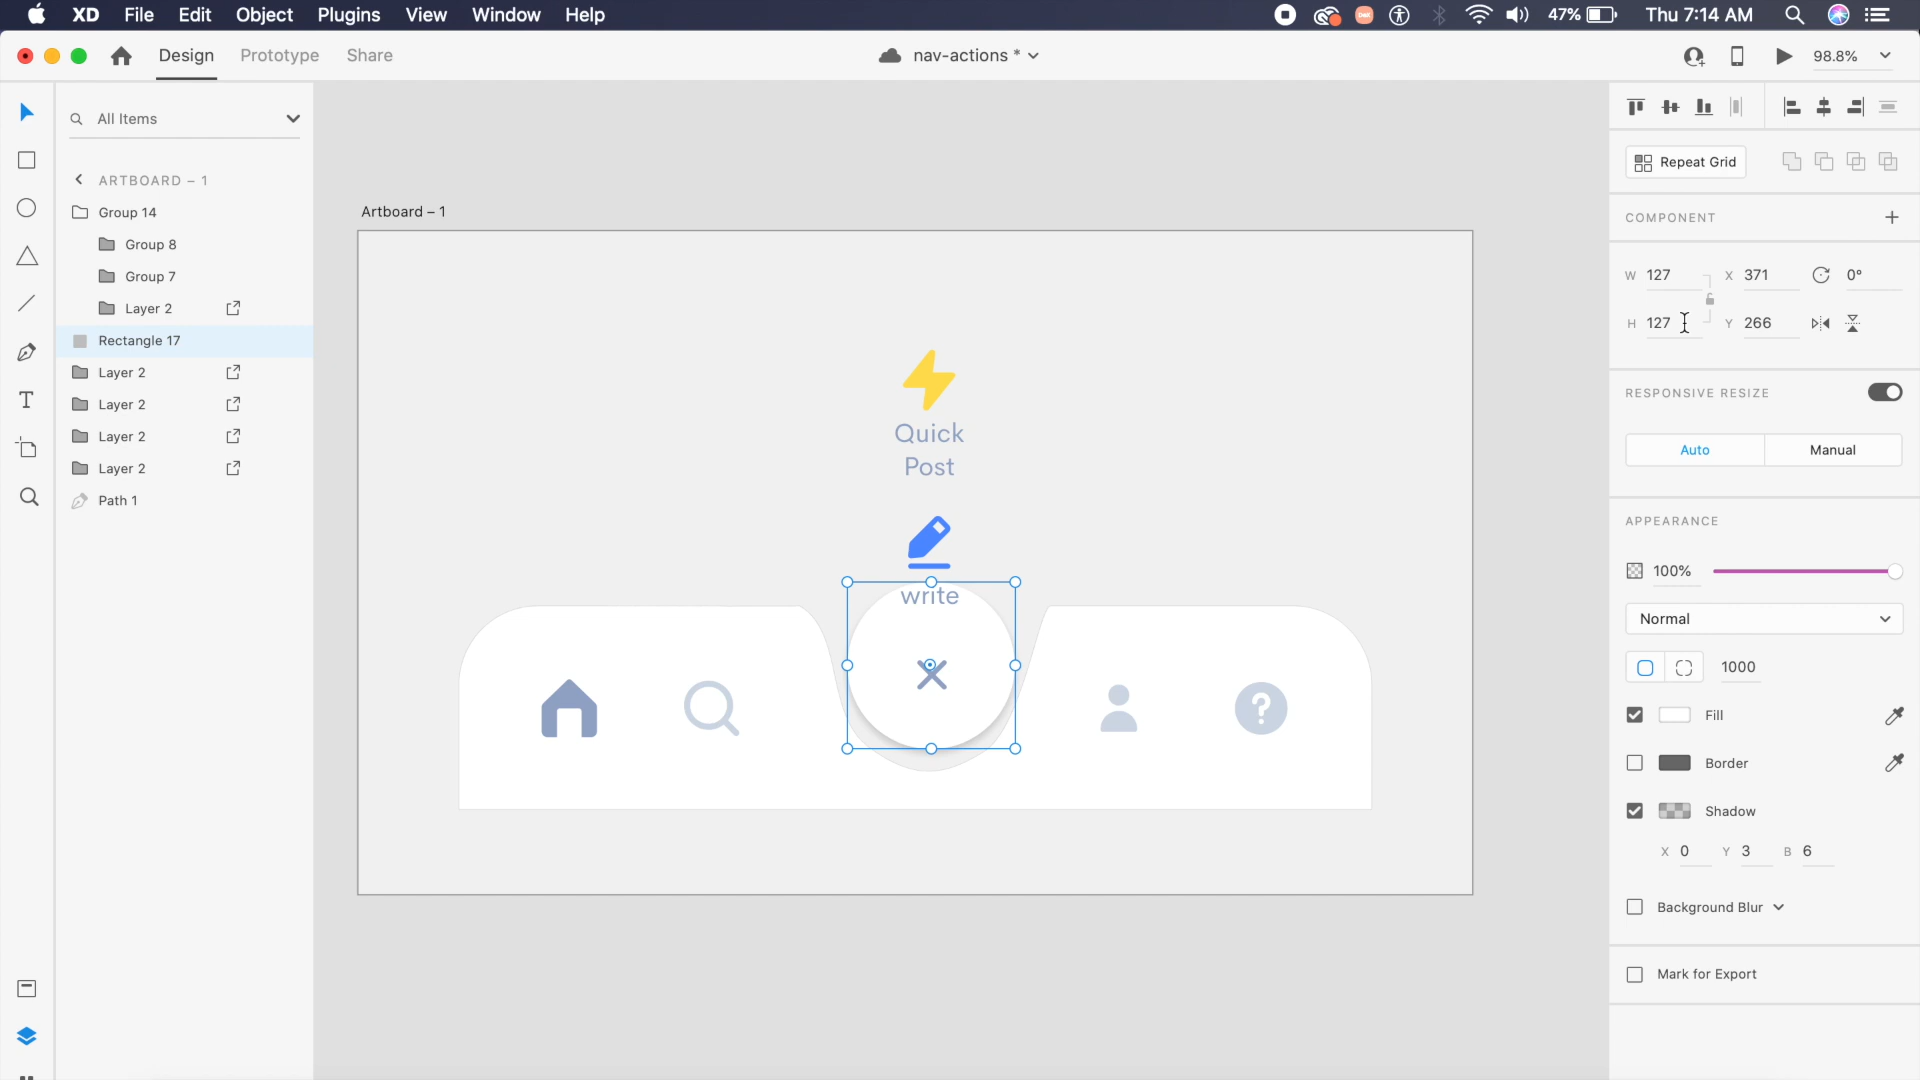 XD File Edit Object Plugins View Window Help
47% Thu 7:14 AM
Design Prototype Share
nav-actions *
98.8%
All Items
ARTBOARD – 1
Group 14
Group 8
Group 7
Layer 2
Rectangle 17
Layer 2
Layer 2
Layer 2
Layer 2
Path 1
Artboard – 1
Quick
Post
write
?
Repeat Grid
COMPONENT
W 127 X 371 0°
H 127 Y 266
RESPONSIVE RESIZE
Auto Manual
APPEARANCE
100%
Normal
1000
Fill
Border
Shadow
X 0 Y 3 B 6
Background Blur
Mark for Export